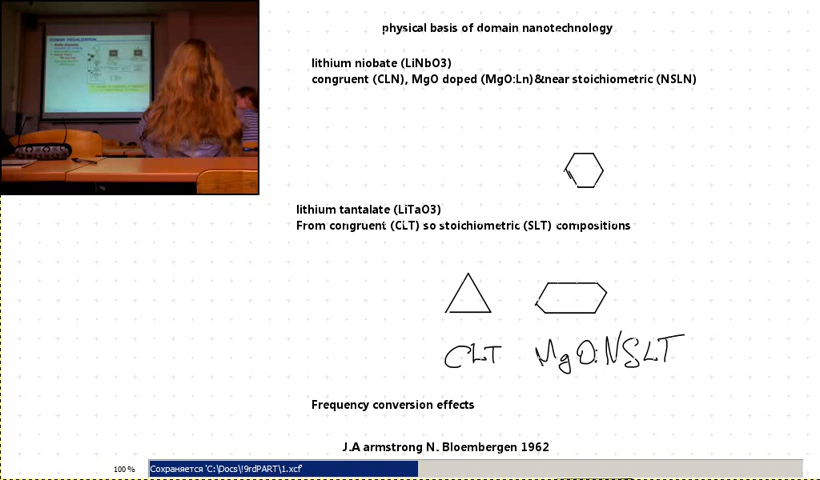 physical basis of domain nanotechnology
lithium niobate (LiNbO3)
congruent (CLN), MgO doped (MgO:Ln)&near stoichiometric (NSLN)
lithium tantalate (LiTaO3)
From congruent (CLT) so stoichiometric (SLT) compositions
CLT MgO:NSLT
Frequency conversion effects
J.A armstrong N. Bloembergen 1962
100 % Сохраняется 'C:\Docs\!9rdPART\1.xcf'